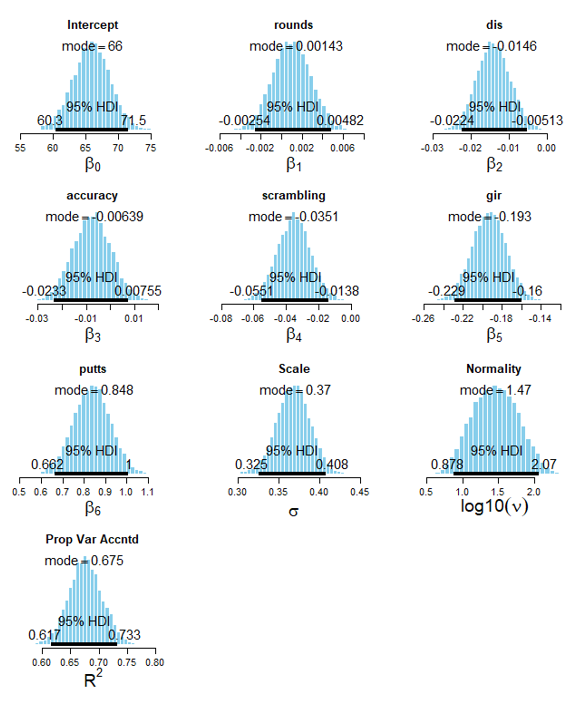 Intercept
mode = 66
95% HDI
60.3 71.5
55 60 65 70 75
β0
rounds
mode = 0.00143
95% HDI
-0.00254 0.00482
-0.006 -0.002 0.002 0.006
β1
dis
mode = -0.0146
95% HDI
-0.0224 -0.00513
-0.03 -0.02 -0.01 0.00
β2
accuracy
mode = -0.00639
95% HDI
-0.0233 0.00755
-0.03 -0.01 0.01
β3
scrambling
mode = -0.0351
95% HDI
-0.0551 -0.0138
-0.08 -0.06 -0.04 -0.02 0.00
β4
gir
mode = -0.193
95% HDI
-0.229 -0.16
-0.26 -0.22 -0.18 -0.14
β5
putts
mode = 0.848
95% HDI
0.662 1
0.5 0.6 0.7 0.8 0.9 1.0 1.1
β6
Scale
mode = 0.37
95% HDI
0.325 0.408
0.30 0.35 0.40 0.45
σ
Normality
mode = 1.47
95% HDI
0.878 2.07
0.5 1.0 1.5 2.0
log10(ν)
Prop Var Accntd
mode = 0.675
95% HDI
0.617 0.733
0.60 0.65 0.70 0.75 0.80
R²